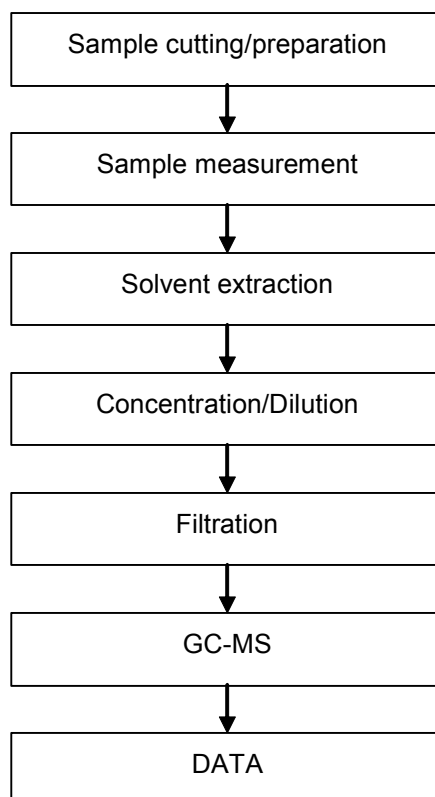 Sample cutting/preparation
Sample measurement
Solvent extraction
Concentration/Dilution
Filtration
GC-MS
DATA